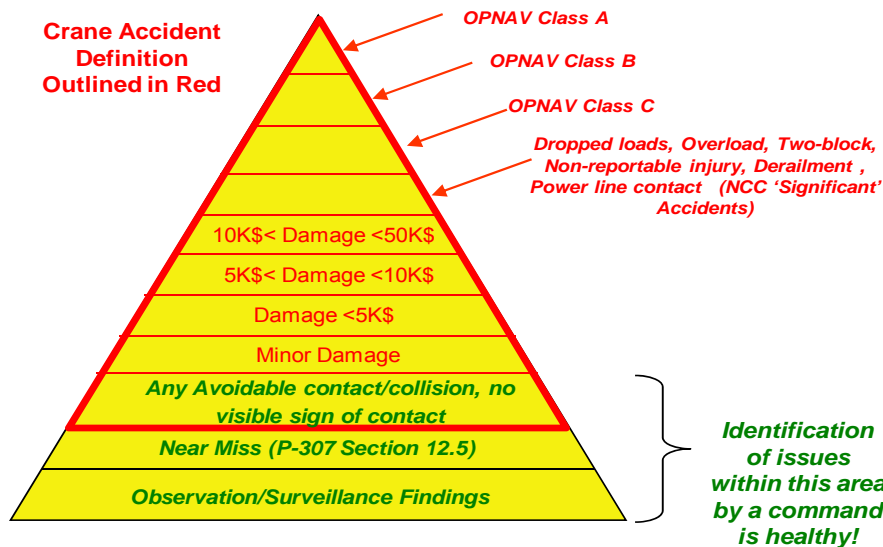 Crane Accident
Definition
Outlined in Red
OPNAV Class A
OPNAV Class B
OPNAV Class C
Dropped loads, Overload, Two-block,
Non-reportable injury, Derailment ,
Power line contact  (NCC ‘Significant’
Accidents)
10K$< Damage <50K$
5K$< Damage <10K$
Damage <5K$
Minor Damage
Any Avoidable contact/collision, no
visible sign of contact
Near Miss (P-307 Section 12.5)
Observation/Surveillance Findings
Identification
of issues
within this area
by a command
is healthy!